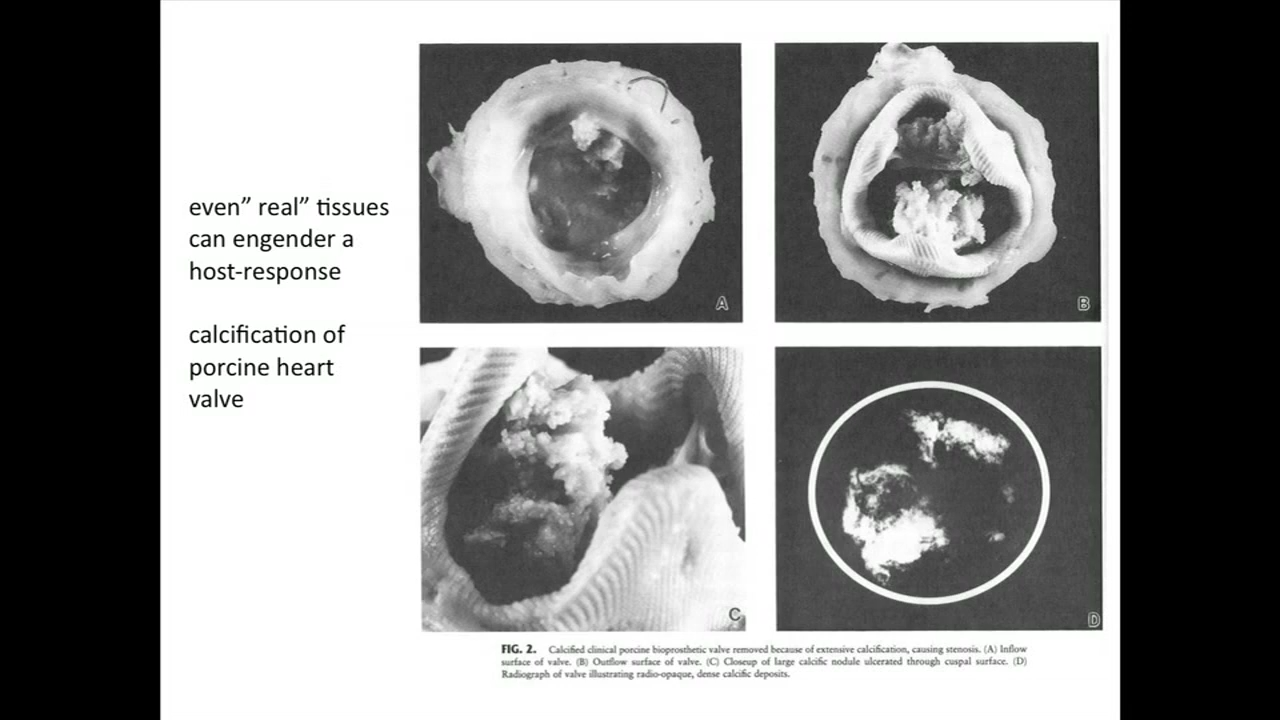 even” real” tissues
can engender a
host-response
calcification of
porcine heart
valve
A
B
C
D
FIG. 2. Calcified clinical porcine bioprosthetic valve removed because of extensive calcification, causing stenosis. (A) Inflow
surface of valve. (B) Outflow surface of valve. (C) Closeup of large calcific nodule ulcerated through cuspal surface. (D)
Radiograph of valve illustrating radio-opaque, dense calcific deposits.